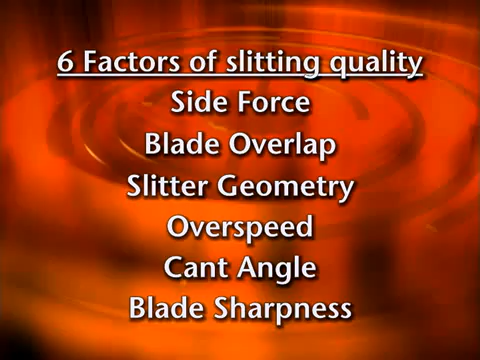 6 Factors of slitting quality
Side Force
Blade Overlap
Slitter Geometry
Overspeed
Cant Angle
Blade Sharpness